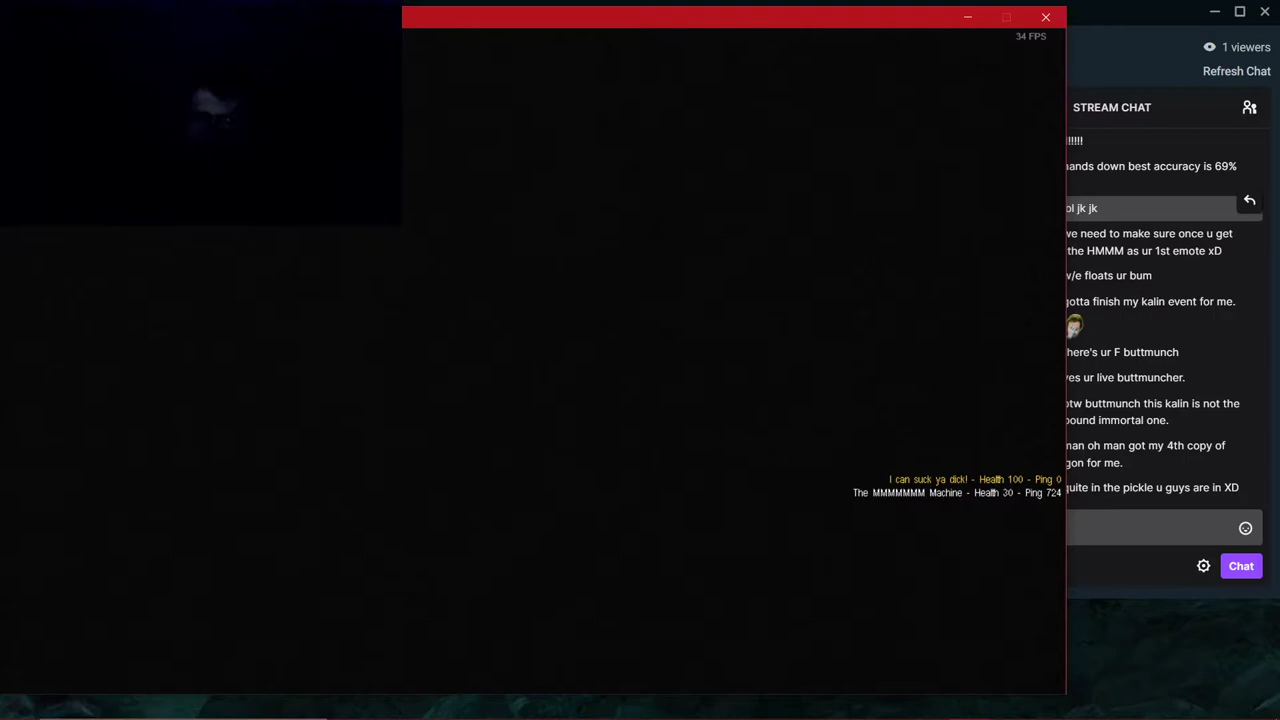 34 FPS
1 viewers
Refresh Chat
STREAM CHAT
!!!!!!
hands down best accuracy is 69%
ol jk jk
we need to make sure once u get
the HMMM as ur 1st emote xD
w/e floats ur bum
gotta finish my kalin event for me.
here's ur F buttmunch
yes ur live buttmuncher.
btw buttmunch this kalin is not the
bound immortal one.
man oh man got my 4th copy of
gon for me.
quite in the pickle u guys are in XD
I can suck ya dick! - Health 100 - Ping 0
The MMMMMMM Machine - Health 30 - Ping 724
Chat